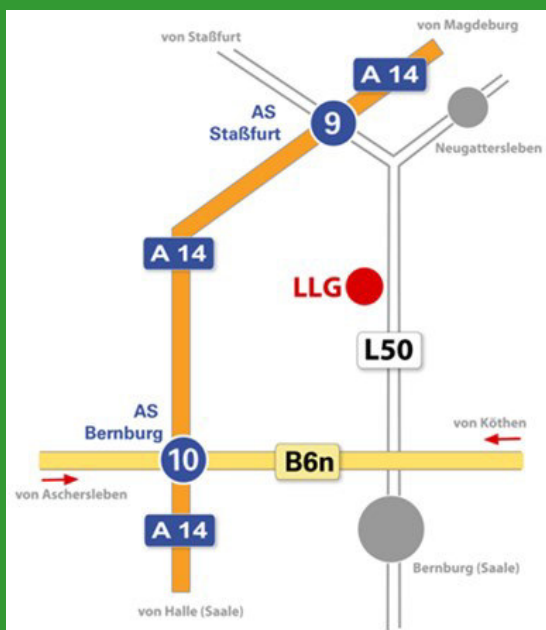 von Magdeburg
von Staßfurt
A 14
AS
Staßfurt
9
Neugattersleben
A 14
LLG
L50
AS
Bernburg
von Köthen
10
B6n
von Aschersleben
A 14
Bernburg (Saale)
von Halle (Saale)